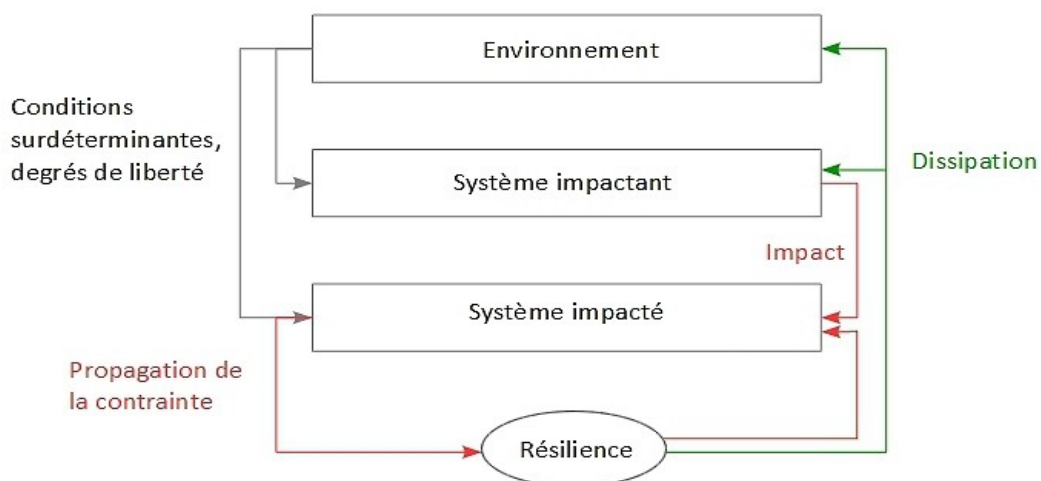 Environnement
Conditions
surdéterminantes,
degrés de liberté
Système impactant
Dissipation
Impact
Système impacté
Propagation de
la contrainte
Résilience